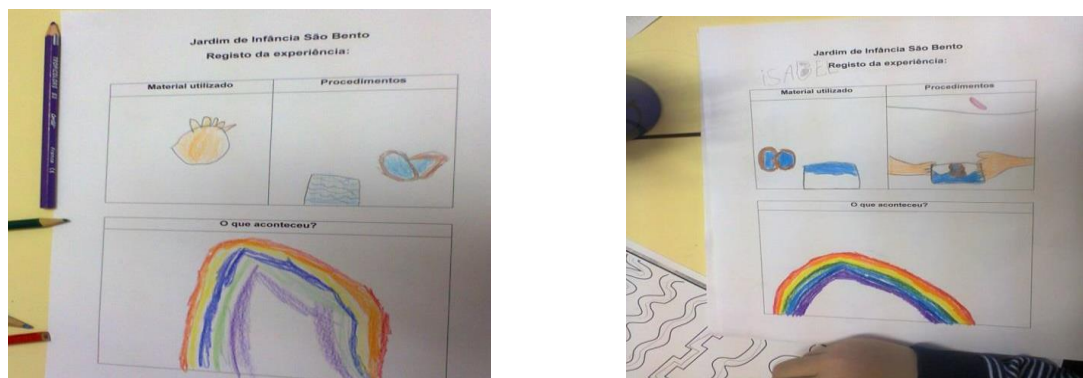 Jardim de Infância São Bento
Registo da experiência:
Material utilizado
Procedimentos
O que aconteceu?
Jardim de Infância São Bento
ISABEL
Registo da experiência:
Material utilizado
Procedimentos
O que aconteceu?